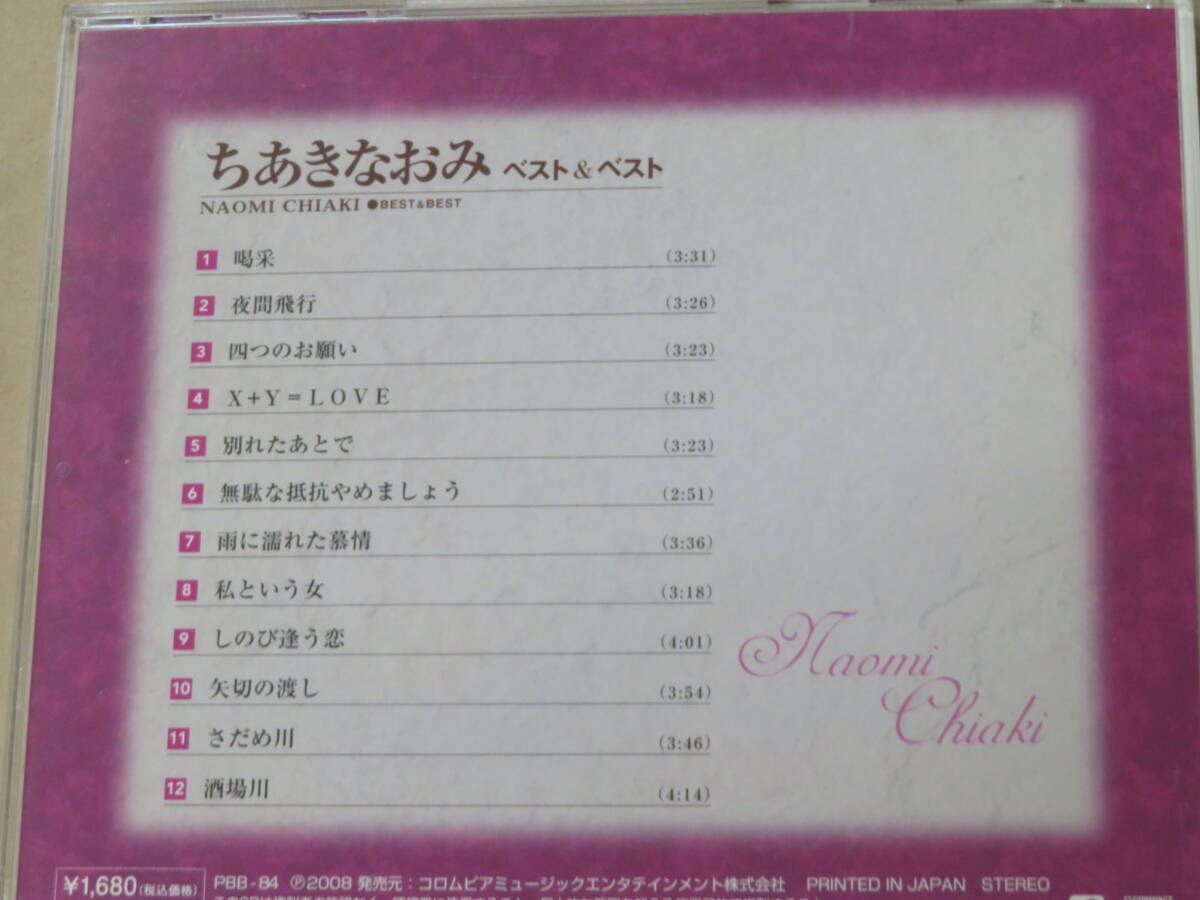 ちあきなおみ ベスト&ベスト
NAOMI CHIAKI ●BEST&BEST
1 喝采 (3:31)
2 夜間飛行 (3:26)
3 四つのお願い (3:23)
4 X+Y=LOVE (3:18)
5 別れたあとで (3:23)
6 無駄な抵抗やめましょう (2:51)
7 雨に濡れた慕情 (3:36)
8 私という女 (3:18)
9 しのび逢う恋 (4:01)
10 矢切の渡し (3:54)
11 さだめ川 (3:46)
12 酒場川 (4:14)
Naomi
Chiaki
¥1,680(税込価格) PBB-84 ℗2008 発売元:コロムビアミュージックエンタテインメント株式会社 PRINTED IN JAPAN STEREO